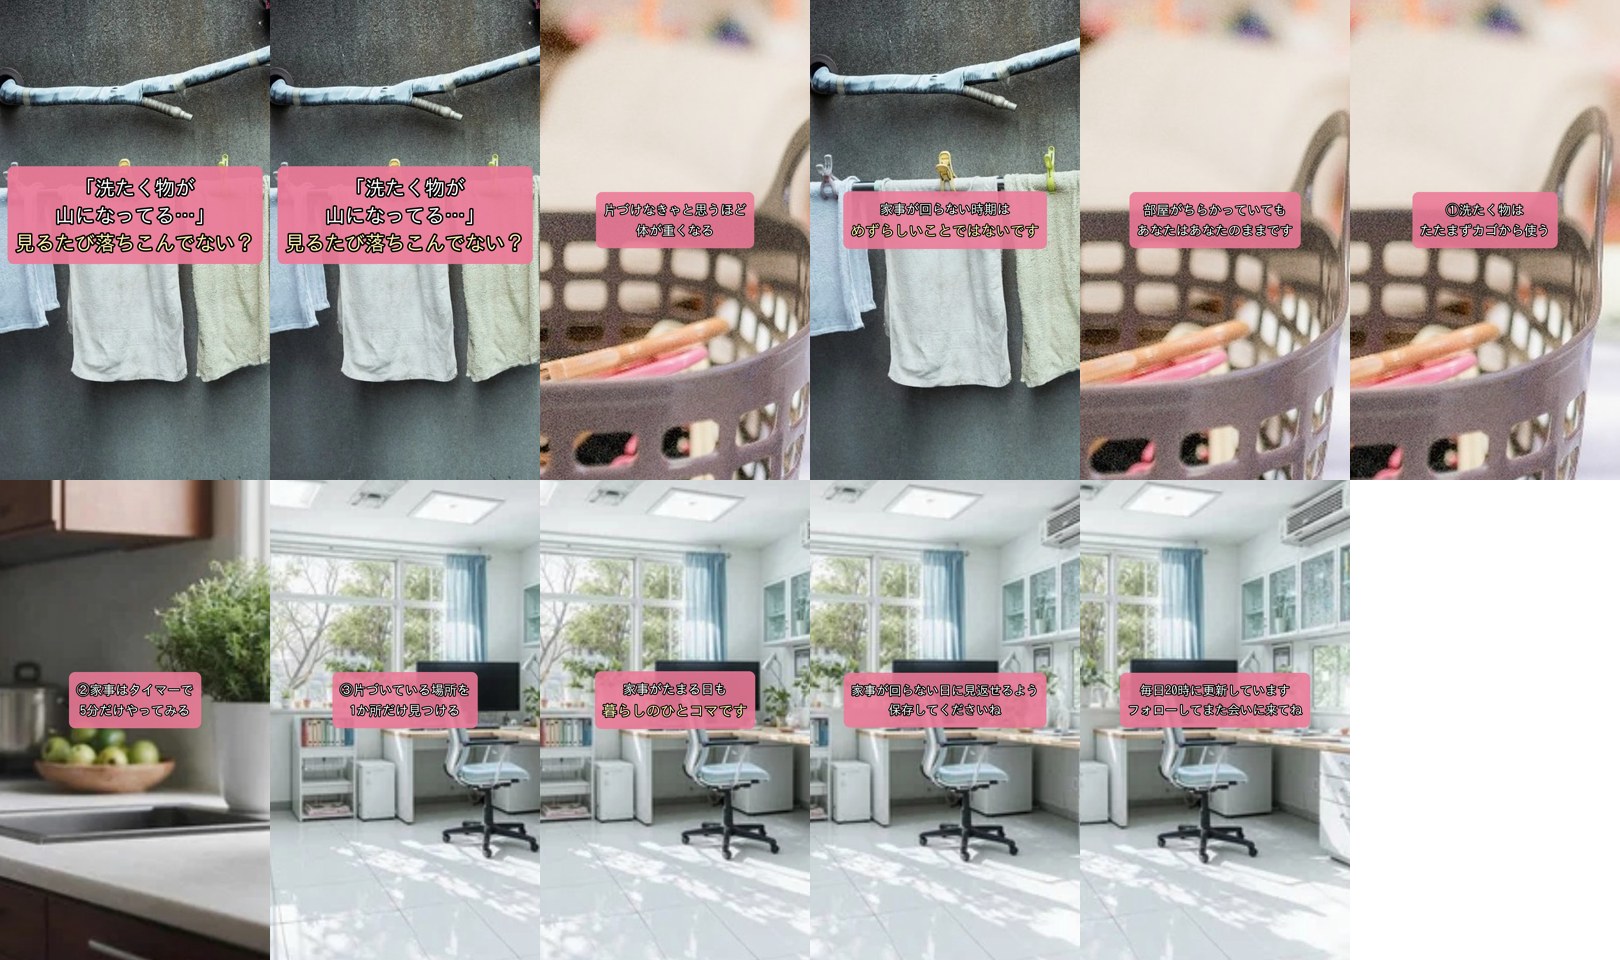 「洗たく物が
山になってる…」
見るたび落ちこんでない？
「洗たく物が
山になってる…」
見るたび落ちこんでない？
片づけなきゃと思うほど
体が重くなる
家事が回らない時期は
めずらしいことではないです
部屋がちらかっていても
あなたはあなたのままです
①洗たく物は
たたまずカゴから使う
②家事はタイマーで
5分だけやってみる
③片づいている場所を
1か所だけ見つける
家事がたまる日も
暮らしのひとコマです
家事が回らない日に見返せるよう
保存してくださいね
毎日20時に更新しています
フォローしてまた会いに来てね